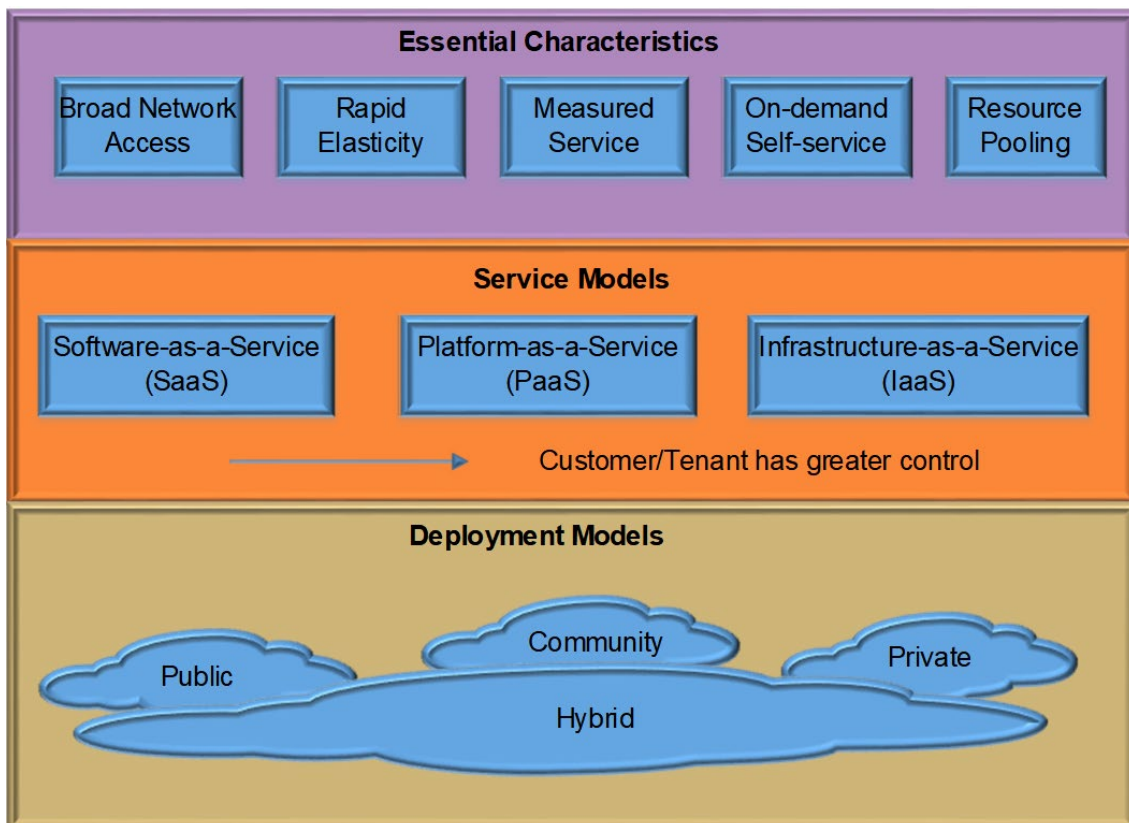 Essential Characteristics
Broad Network
Access
Rapid
Elasticity
Measured
Service
On-demand
Self-service
Resource
Pooling
Service Models
Software-as-a-Service
(SaaS)
Platform-as-a-Service
(PaaS)
Infrastructure-as-a-Service
(IaaS)
Customer/Tenant has greater control
Deployment Models
Public
Community
Private
Hybrid